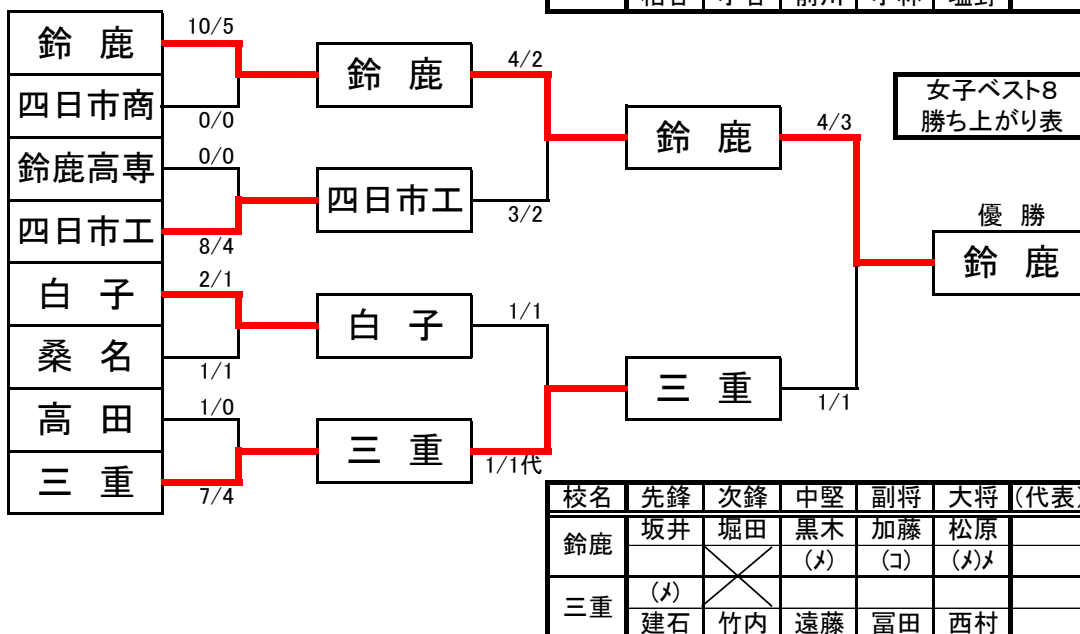 鈴 鹿
10/5
四日市商
0/0
鈴鹿高専
0/0
四日市工
8/4
白 子
2/1
桑 名
1/1
高 田
1/0
三 重
7/4
鈴 鹿
4/2
四日市工
3/2
白 子
1/1
三 重
1/1代
鈴 鹿
4/3
三 重
1/1
女子ベスト8
勝ち上がり表
優 勝
鈴 鹿
校名 先鋒 次鋒 中堅 副将 大将 (代表)
鈴鹿 坂井 堀田 黒木 加藤 松原
(メ) (コ) (メ)メ
三重 (メ)
建石 竹内 遠藤 冨田 西村